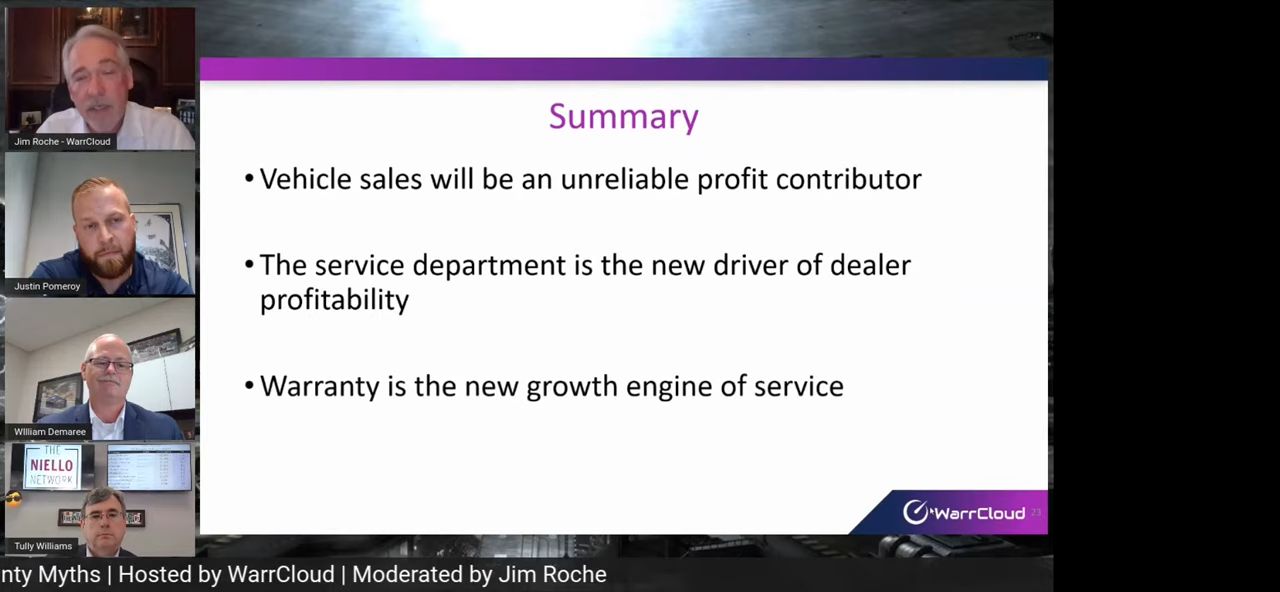 Jim Roche - WarrCloud
Justin Pomeroy
WIlliam Demaree
THE
NIELLO
NETWORK
Tully Williams
Summary
• Vehicle sales will be an unreliable profit contributor
• The service department is the new driver of dealer
profitability
• Warranty is the new growth engine of service
WarrCloud
23
nty Myths | Hosted by WarrCloud | Moderated by Jim Roche